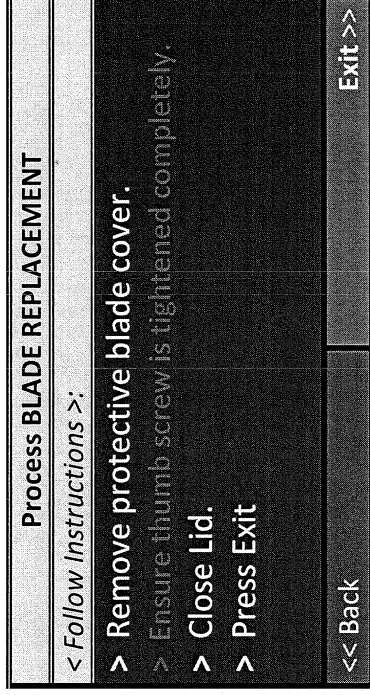 Process BLADE REPLACEMENT
< Follow Instructions >:
> Remove protective blade cover.
> Ensure thumb screw is tightened completely.
> Close Lid.
> Press Exit
<< Back
Exit >>